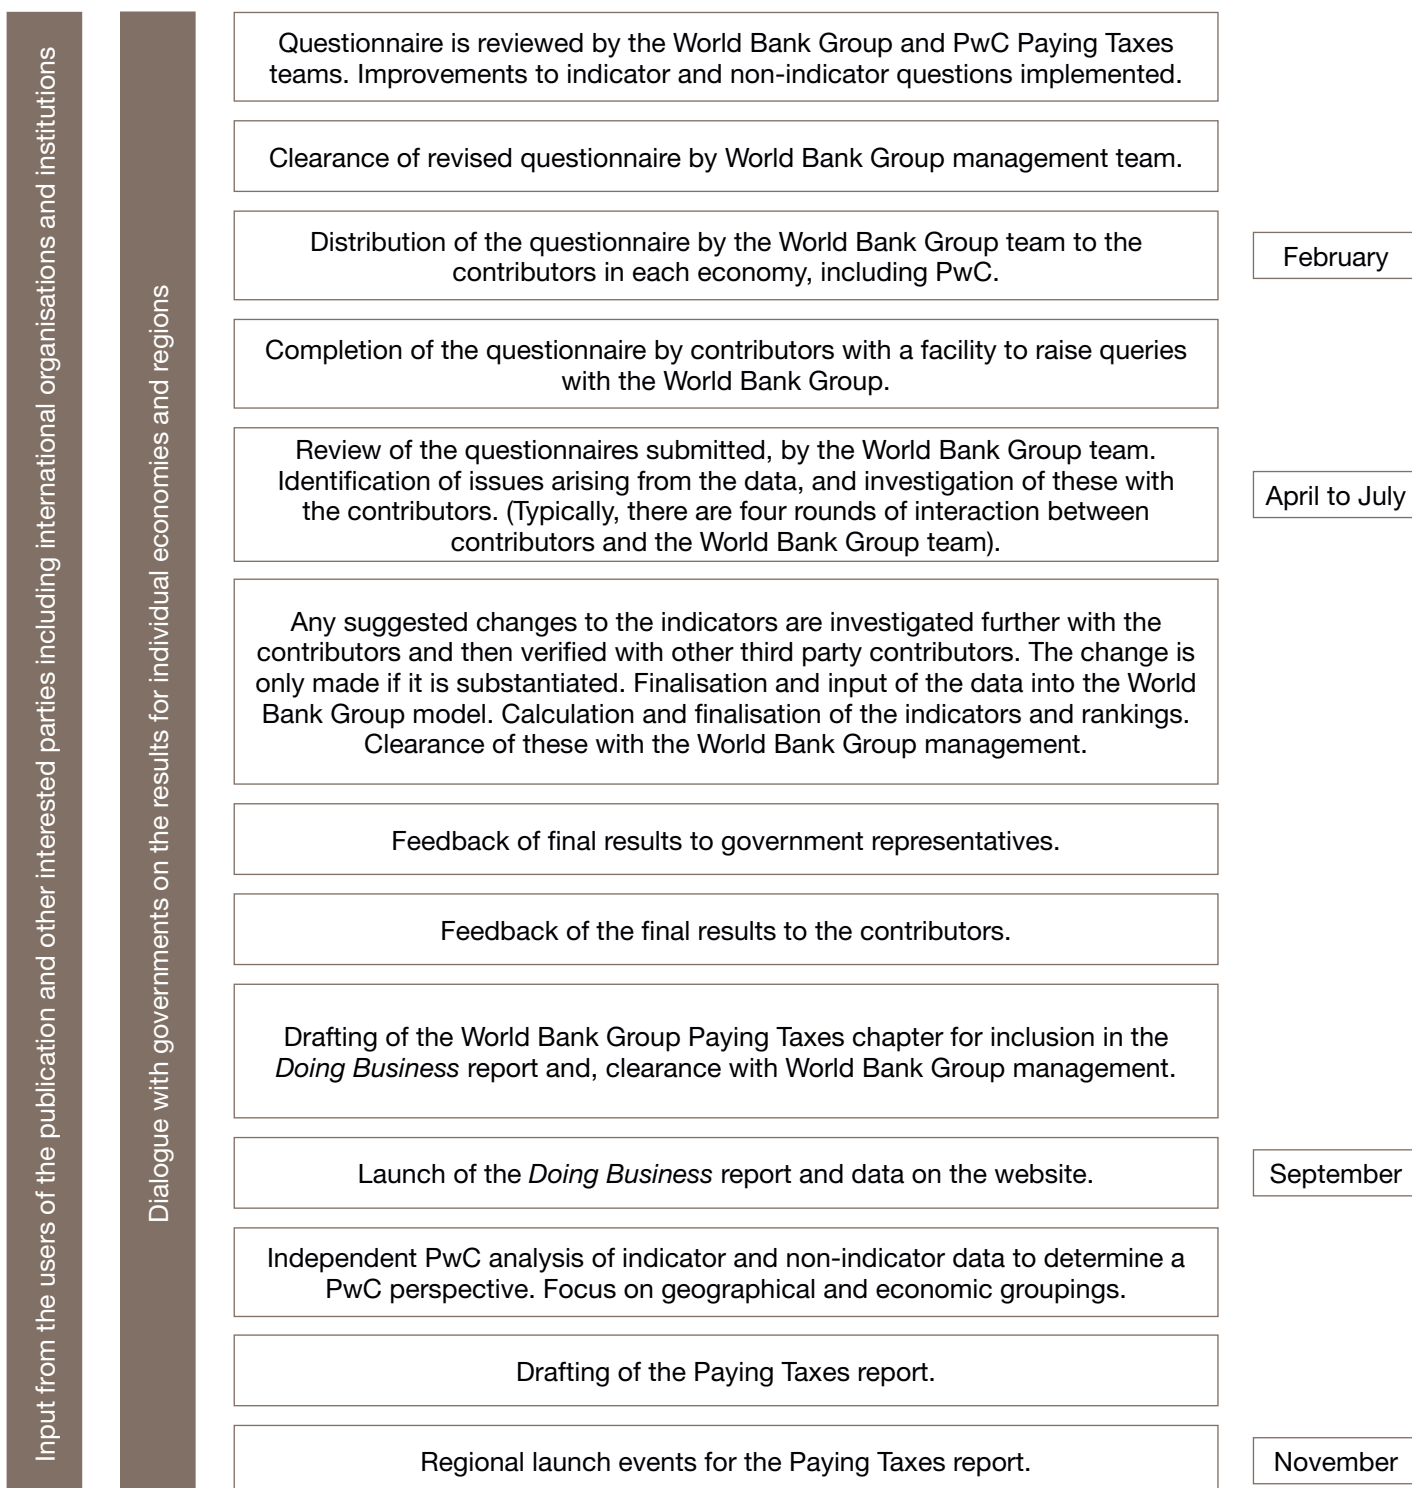 Input from the users of the publication and other interested parties including international organisations and institutions
Dialogue with governments on the results for individual economies and regions
Questionnaire is reviewed by the World Bank Group and PwC Paying Taxes
teams. Improvements to indicator and non-indicator questions implemented.
Clearance of revised questionnaire by World Bank Group management team.
Distribution of the questionnaire by the World Bank Group team to the
contributors in each economy, including PwC.
February
Completion of the questionnaire by contributors with a facility to raise queries
with the World Bank Group.
Review of the questionnaires submitted, by the World Bank Group team.
Identification of issues arising from the data, and investigation of these with
the contributors. (Typically, there are four rounds of interaction between
contributors and the World Bank Group team).
April to July
Any suggested changes to the indicators are investigated further with the
contributors and then verified with other third party contributors. The change is
only made if it is substantiated. Finalisation and input of the data into the World
Bank Group model. Calculation and finalisation of the indicators and rankings.
Clearance of these with the World Bank Group management.
Feedback of final results to government representatives.
Feedback of the final results to the contributors.
Drafting of the World Bank Group Paying Taxes chapter for inclusion in the
Doing Business report and, clearance with World Bank Group management.
Launch of the Doing Business report and data on the website.
September
Independent PwC analysis of indicator and non-indicator data to determine a
PwC perspective. Focus on geographical and economic groupings.
Drafting of the Paying Taxes report.
Regional launch events for the Paying Taxes report.
November